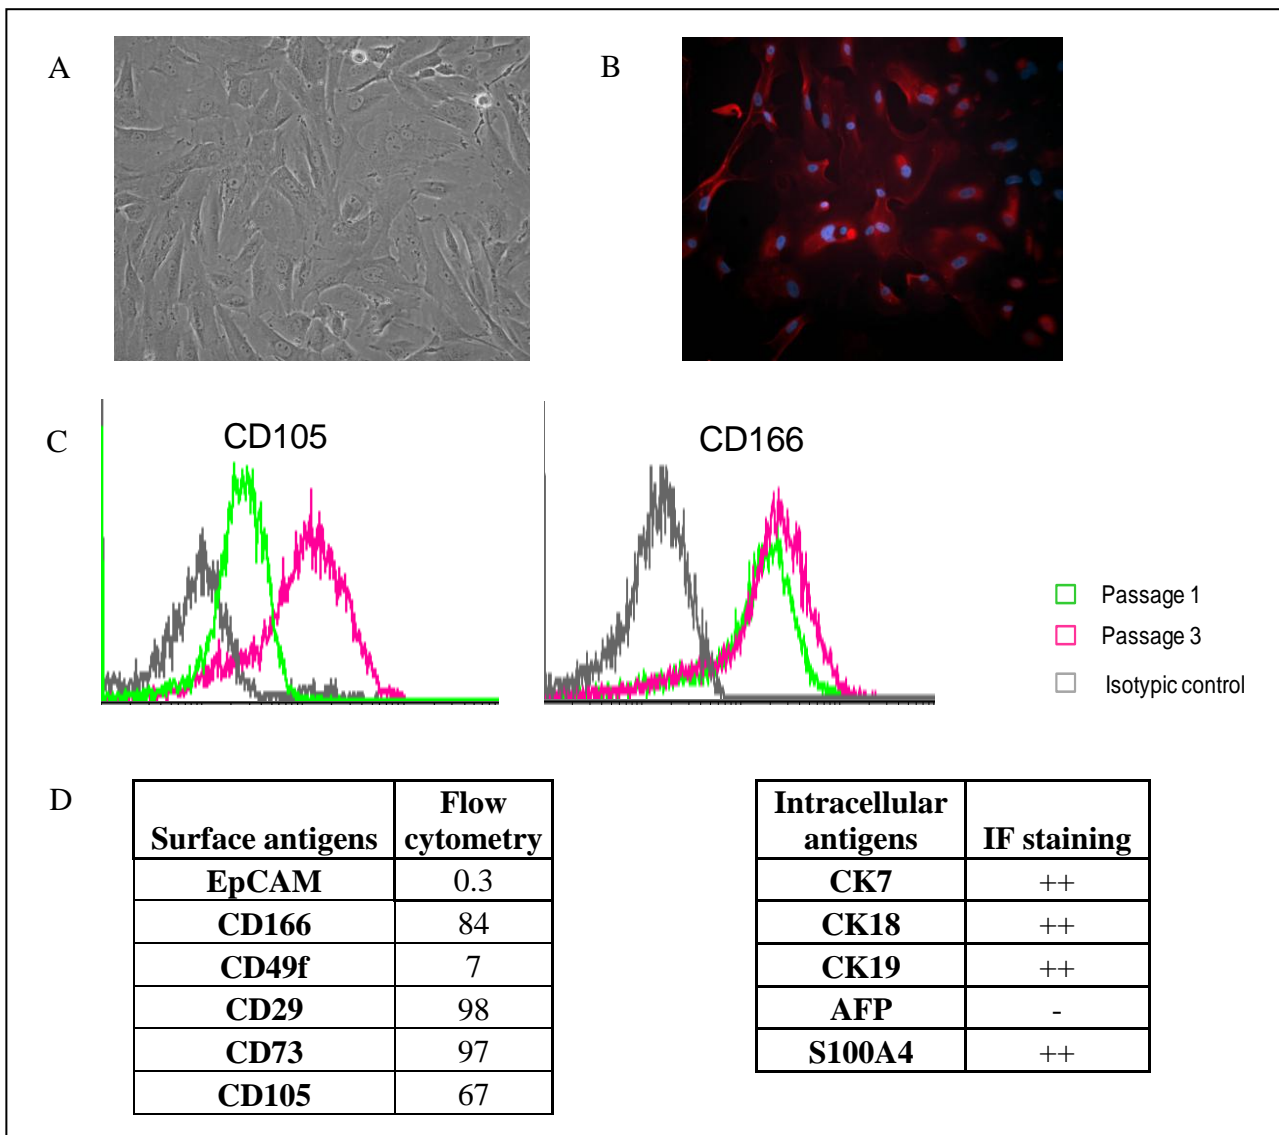 A
B
C
CD105
CD166
Passage 1
Passage 3
Isotypic control
D
Surface antigens Flow cytometry
EpCAM 0.3
CD166 84
CD49f 7
CD29 98
CD73 97
CD105 67
Intracellular antigens IF staining
CK7 ++
CK18 ++
CK19 ++
AFP -
S100A4 ++